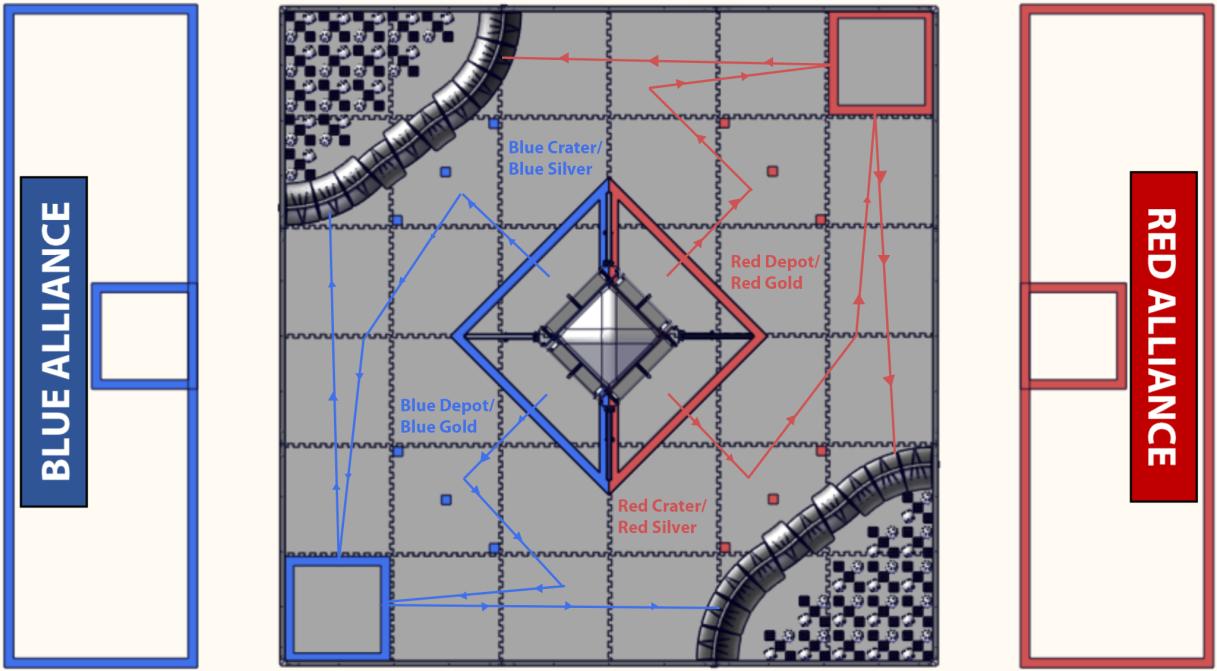 BLUE ALLIANCE
Blue Crater/
Blue Silver
Red Depot/
Red Gold
Blue Depot/
Blue Gold
Red Crater/
Red Silver
RED ALLIANCE